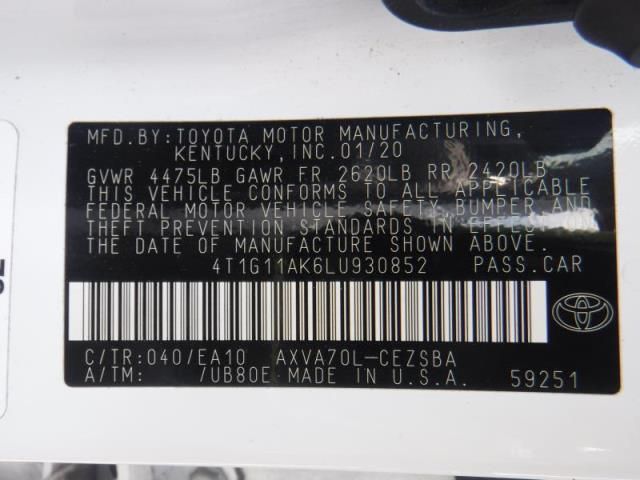 MFD.BY: TOYOTA MOTOR MANUFACTURING,
KENTUCKY, INC. 01/20
GVWR 4475LB GAWR FR 2620LB RR 2420LB
THIS VEHICLE CONFORMS TO ALL APPLICABLE
FEDERAL MOTOR VEHICLE SAFETY, BUMPER AND
THEFT PREVENTION STANDARDS IN EFFECT ON
THE DATE OF MANUFACTURE SHOWN ABOVE.
4T1G11AK6LU930852 PASS.CAR
C/TR:040/EA10 AXVA70L-CEZSBA
A/TM: /UB80E MADE IN U.S.A. 59251